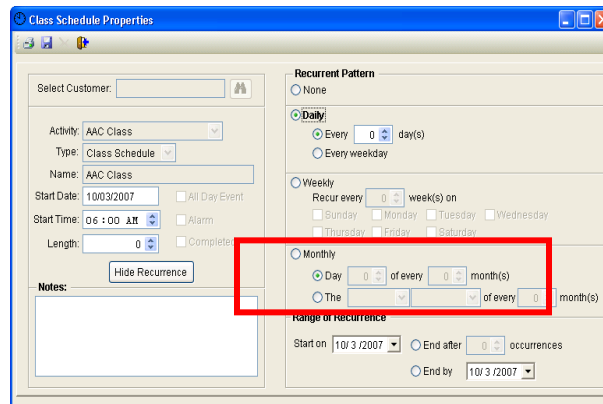 Class Schedule Properties
Select Customer:
Activity: AAC Class
Type: Class Schedule
Name: AAC Class
Start Date: 10/03/2007 All Day Event
Start Time: 06:00 AM Alarm
Length: 0 Completed
Hide Recurrence
Notes:
Recurrent Pattern
None
Daily
Every 0 day(s)
Every weekday
Weekly
Recur every 0 week(s) on
Sunday Monday Tuesday Wednesday
Thursday Friday Saturday
Monthly
Day 0 of every 0 month(s)
The of every 0 month(s)
Range of Recurrence
Start on 10/ 3 /2007 End after 0 occurrences
End by 10/ 3 /2007